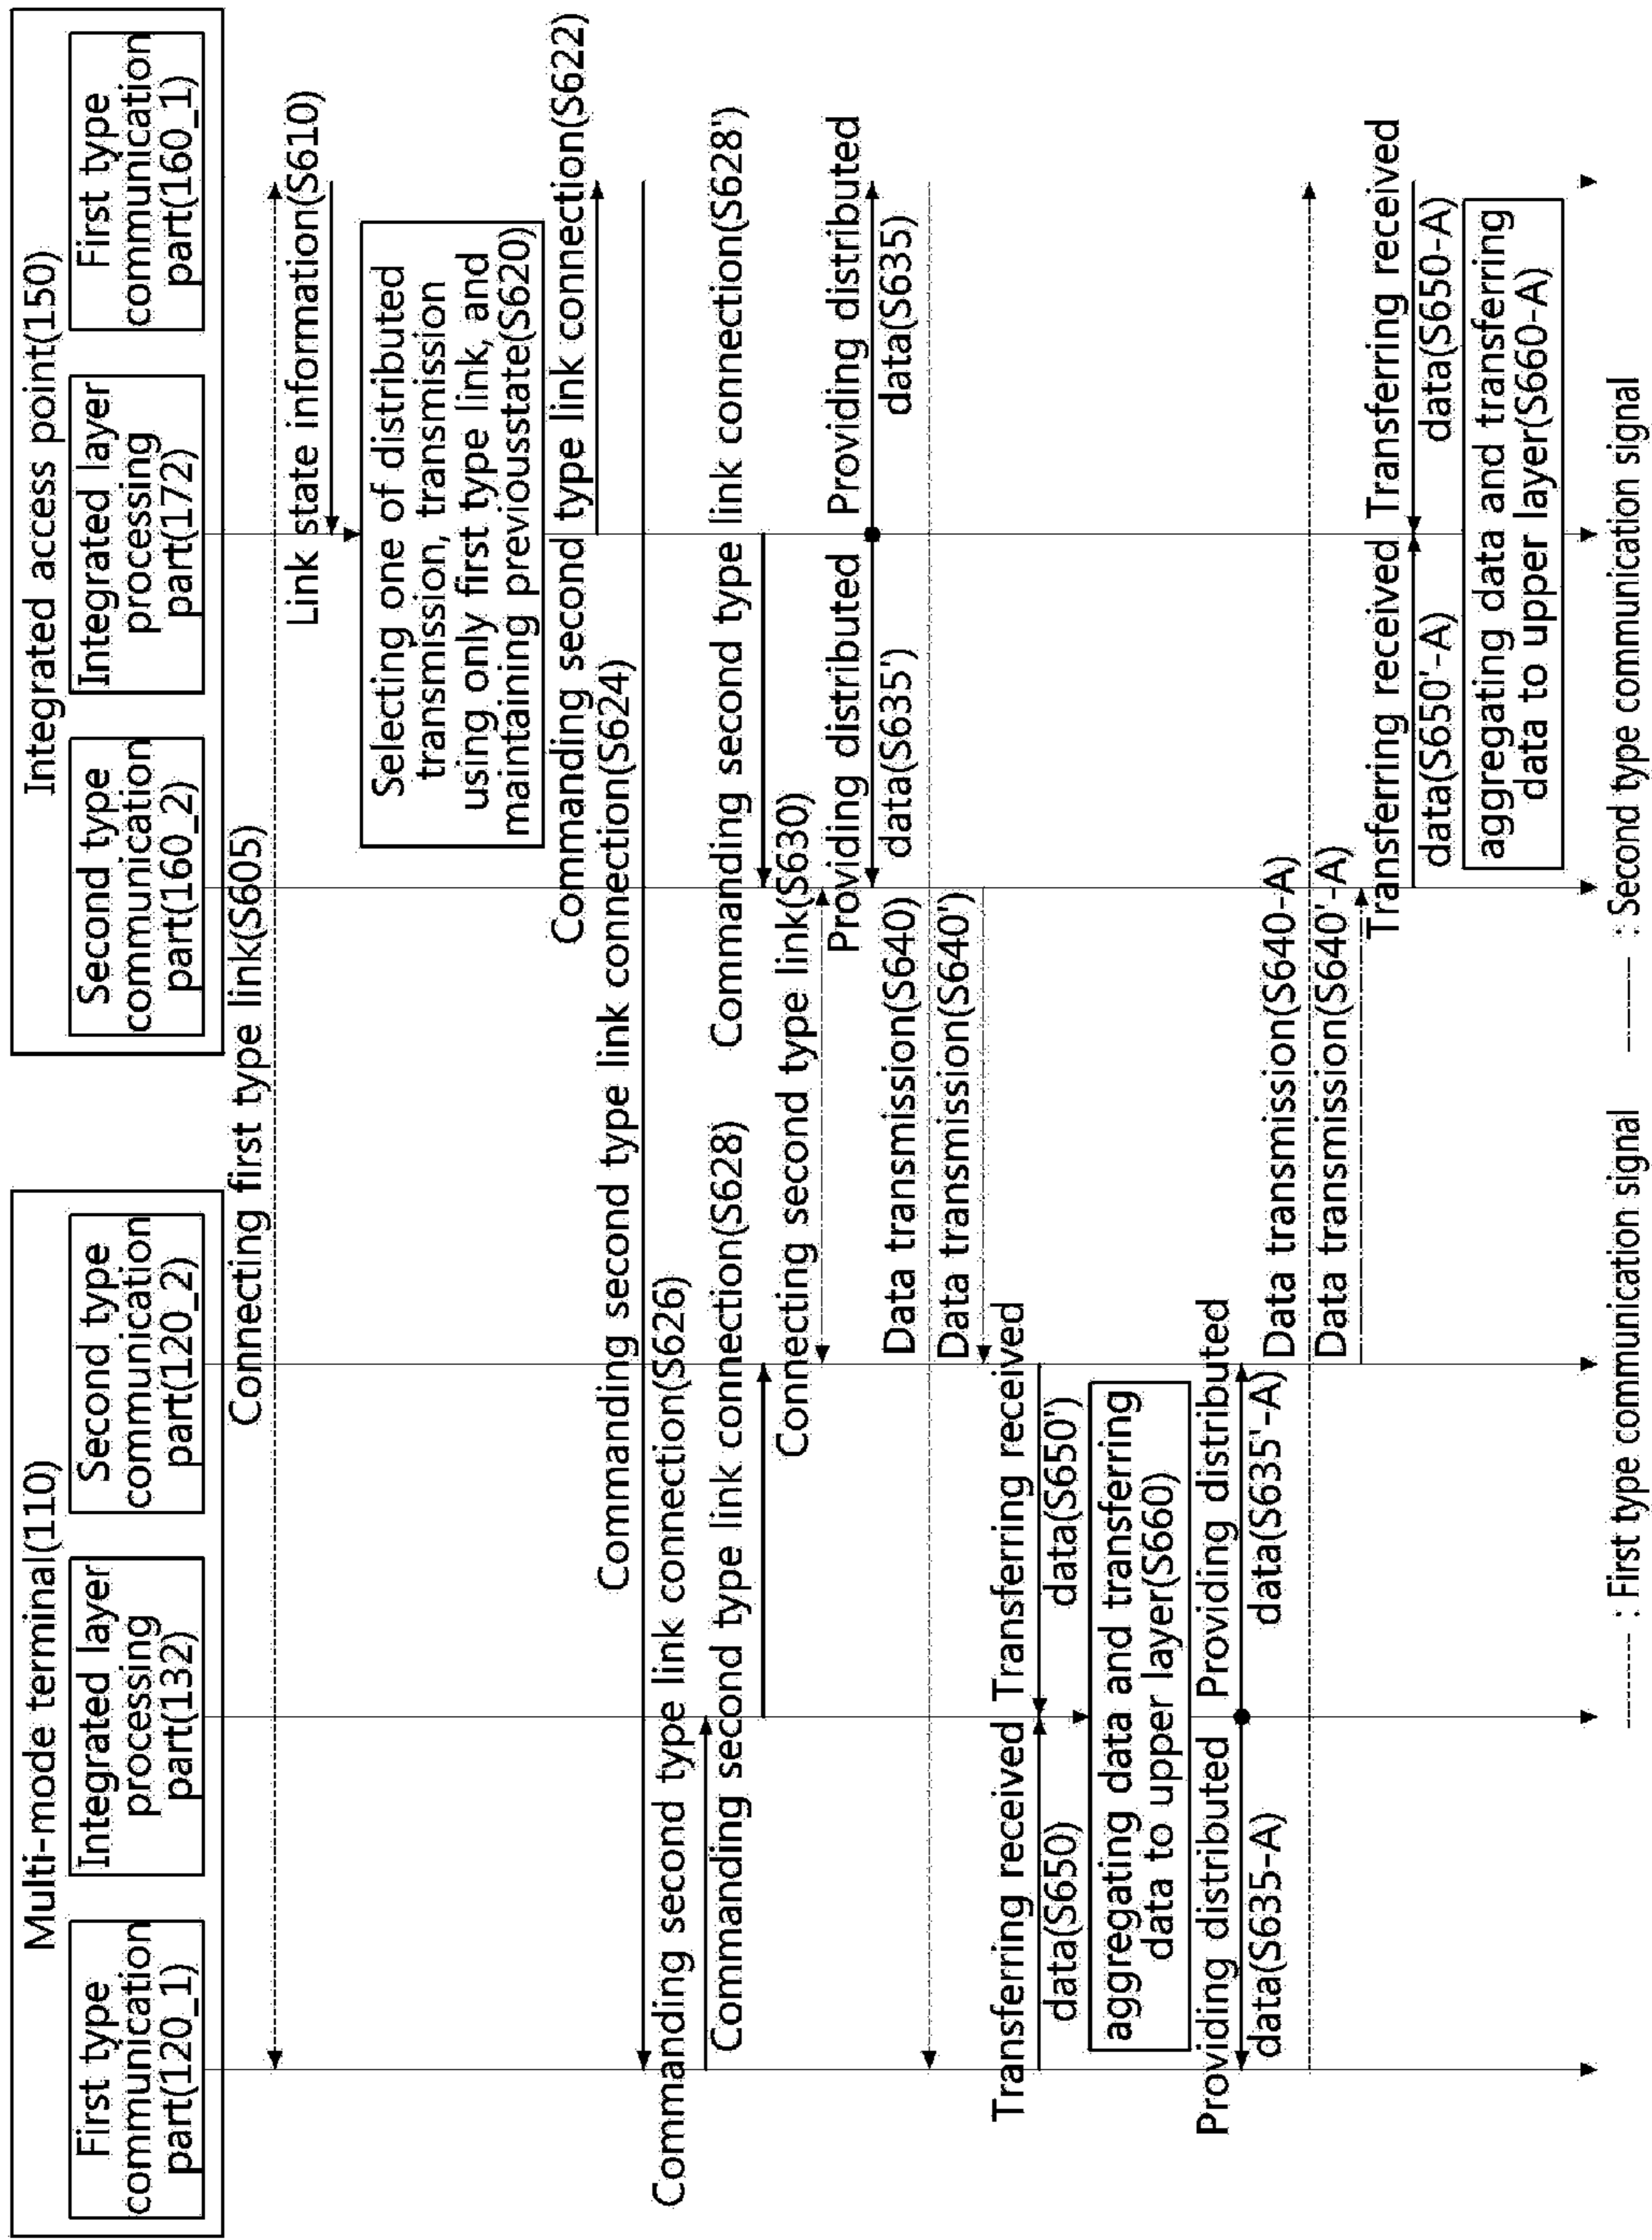 Multi-mode terminal(110)
First type
communication
part(120_1)
Integrated layer
processing
part(132)
Second type
communication
part(120_2)
Integrated access point(150)
Second type
communication
part(160_2)
Integrated layer
processing
part(172)
First type
communication
part(160_1)
Connecting first type link(S605)
Link state information(S610)
Selecting one of distributed
transmission, transmission
using only first type link, and
maintaining previousstate(S620)
Commanding second type link connection(S622)
Commanding second type link connection(S624)
Commanding second type link connection(S626)
Commanding second type link connection(S628)
Commanding second type link connection(S628')
Connecting second type link(S630)
Providing distributed
data(S635')
Providing distributed
data(S635)
Data transmission(S640)
Data transmission(S640')
Transferring received
data(S650)
Transferring received
data(S650')
aggregating data and transferring
data to upper layer(S660)
Providing distributed
data(S635-A)
Providing distributed
data(S635'-A)
Data transmission(S640-A)
Data transmission(S640'-A)
Transferring received
data(S650'-A)
Transferring received
data(S650-A)
aggregating data and transferring
data to upper layer(S660-A)
: First type communication signal
: Second type communication signal